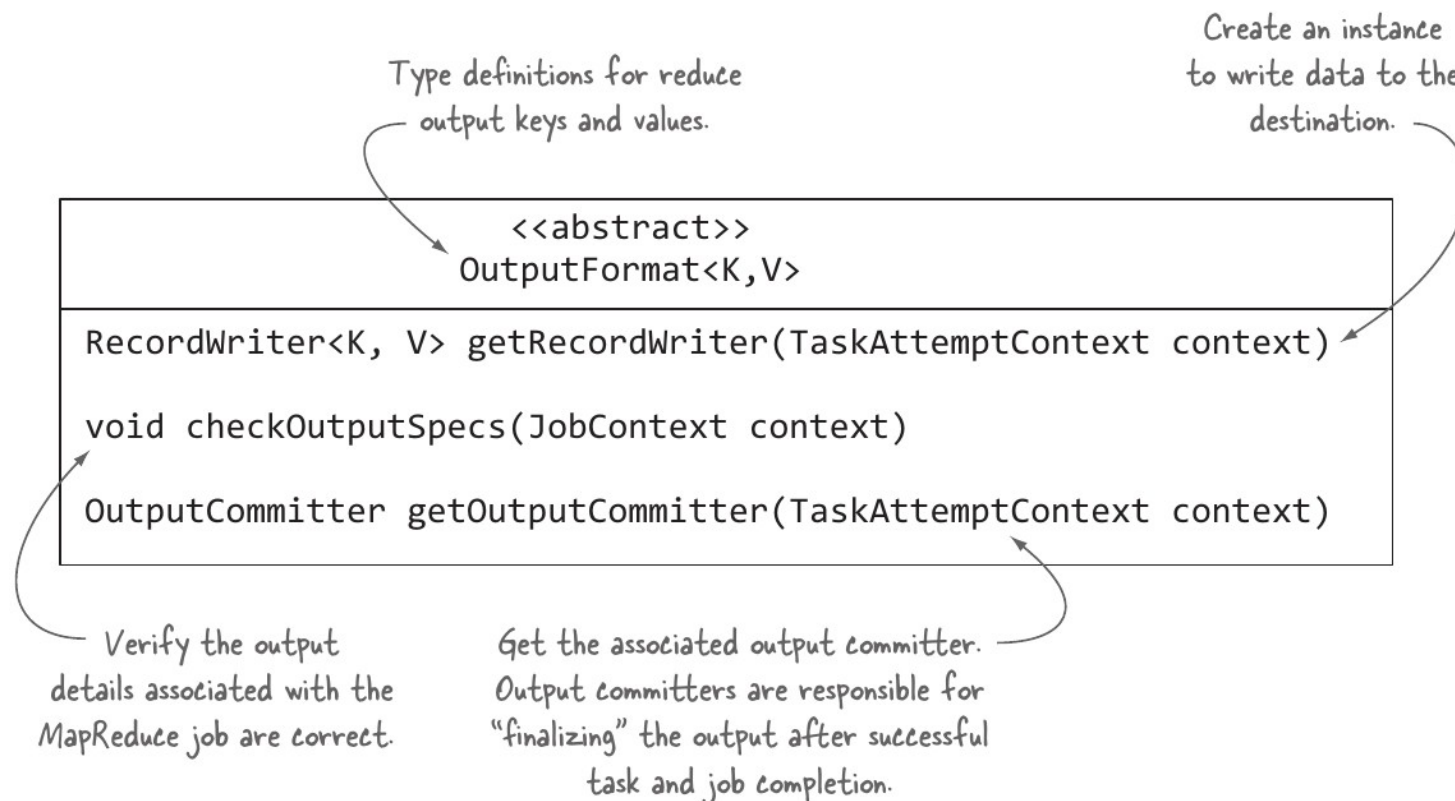 Create an instance
to write data to the
destination.
Type definitions for reduce
output keys and values.
<<abstract>>
OutputFormat<K,V>
RecordWriter<K, V> getRecordWriter(TaskAttemptContext context)
void checkOutputSpecs(JobContext context)
OutputCommitter getOutputCommitter(TaskAttemptContext context)
Verify the output
details associated with the
MapReduce job are correct.
Get the associated output committer.
Output committers are responsible for
“finalizing” the output after successful
task and job completion.